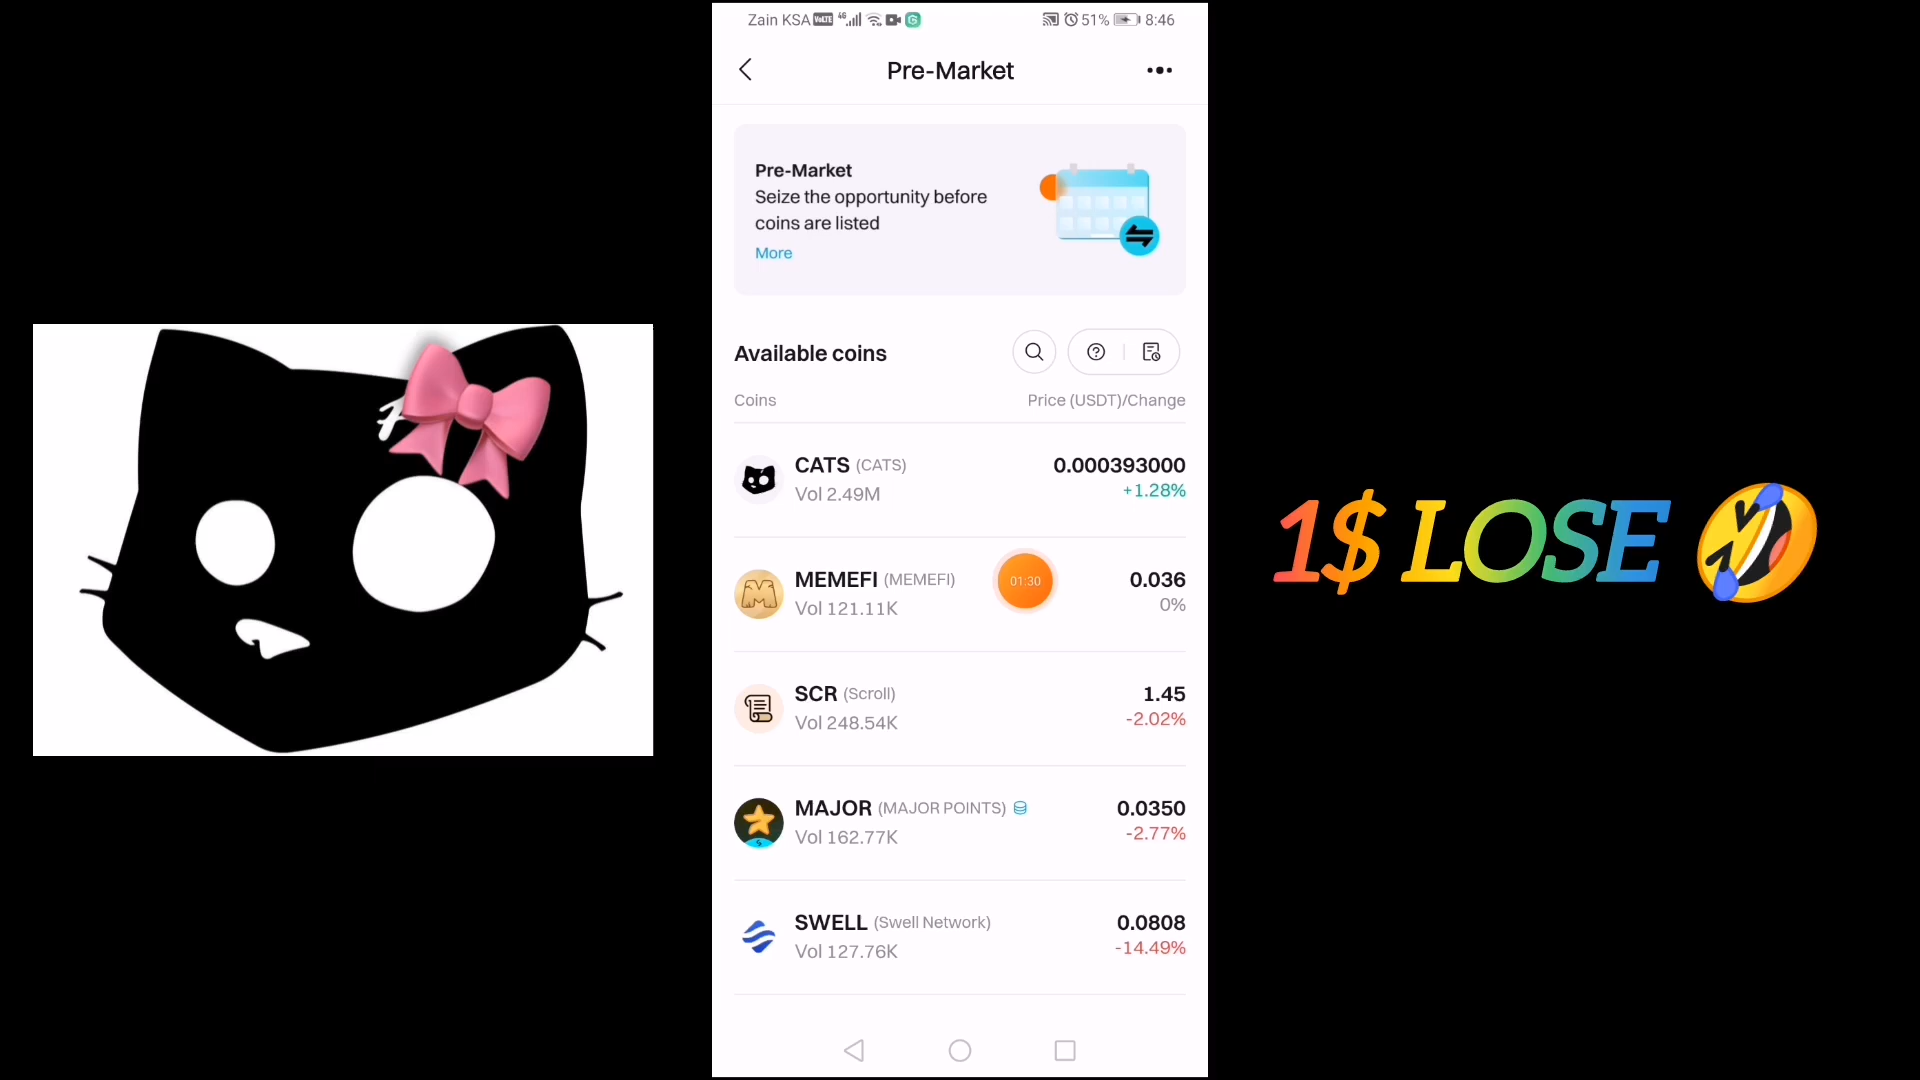 Zain KSA VoLTE 4G 51% 8:46
Pre-Market
Pre-Market
Seize the opportunity before
coins are listed
More
Available coins
Coins Price (USDT)/Change
CATS (CATS) 0.000393000
Vol 2.49M +1.28%
MEMEFI (MEMEFI) 01:30 0.036
Vol 121.11K 0%
SCR (Scroll) 1.45
Vol 248.54K -2.02%
MAJOR (MAJOR POINTS) 0.0350
Vol 162.77K -2.77%
SWELL (Swell Network) 0.0808
Vol 127.76K -14.49%
1$ LOSE 🤣